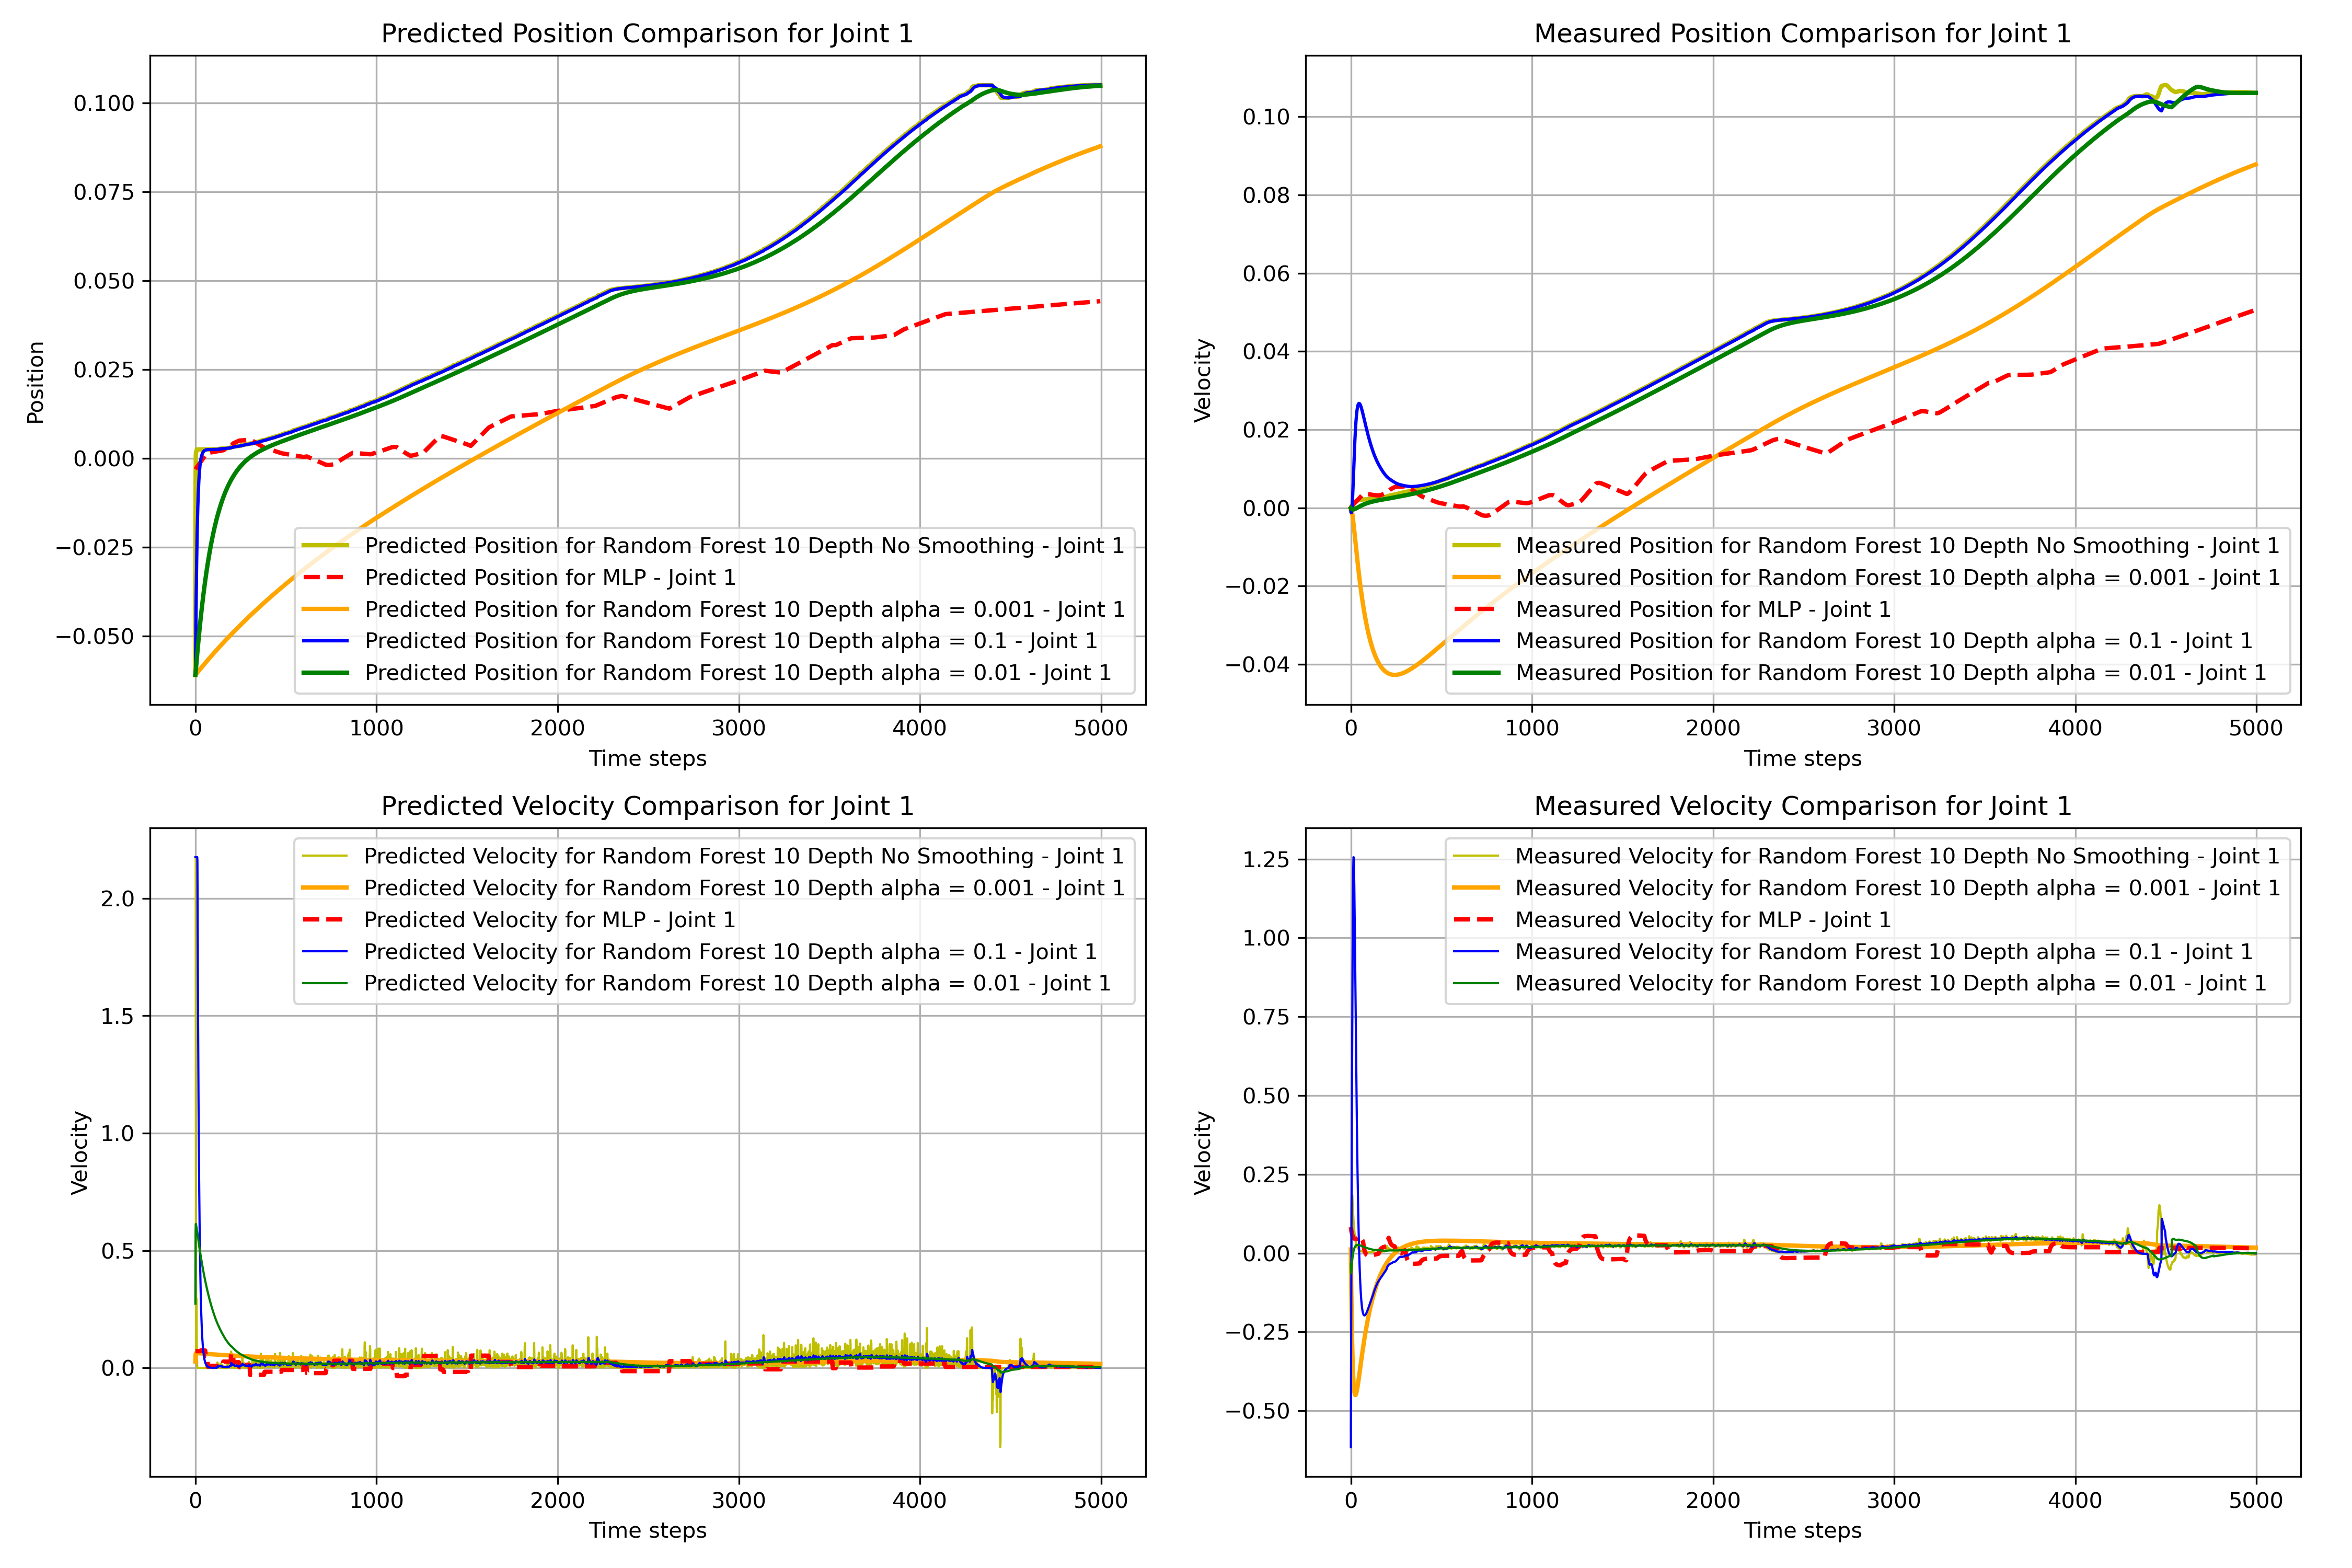 Predicted Position Comparison for Joint 1
Position
0.100
0.075
0.050
0.025
0.000
−0.025
−0.050
Predicted Position for Random Forest 10 Depth No Smoothing - Joint 1
Predicted Position for MLP - Joint 1
Predicted Position for Random Forest 10 Depth alpha = 0.001 - Joint 1
Predicted Position for Random Forest 10 Depth alpha = 0.1 - Joint 1
Predicted Position for Random Forest 10 Depth alpha = 0.01 - Joint 1
0 1000 2000 3000 4000 5000
Time steps
Measured Position Comparison for Joint 1
Velocity
0.10
0.08
0.06
0.04
0.02
0.00
−0.02
−0.04
Measured Position for Random Forest 10 Depth No Smoothing - Joint 1
Measured Position for Random Forest 10 Depth alpha = 0.001 - Joint 1
Measured Position for MLP - Joint 1
Measured Position for Random Forest 10 Depth alpha = 0.1 - Joint 1
Measured Position for Random Forest 10 Depth alpha = 0.01 - Joint 1
0 1000 2000 3000 4000 5000
Time steps
Predicted Velocity Comparison for Joint 1
Velocity
2.0
1.5
1.0
0.5
0.0
Predicted Velocity for Random Forest 10 Depth No Smoothing - Joint 1
Predicted Velocity for Random Forest 10 Depth alpha = 0.001 - Joint 1
Predicted Velocity for MLP - Joint 1
Predicted Velocity for Random Forest 10 Depth alpha = 0.1 - Joint 1
Predicted Velocity for Random Forest 10 Depth alpha = 0.01 - Joint 1
0 1000 2000 3000 4000 5000
Time steps
Measured Velocity Comparison for Joint 1
Velocity
1.25
1.00
0.75
0.50
0.25
0.00
−0.25
−0.50
Measured Velocity for Random Forest 10 Depth No Smoothing - Joint 1
Measured Velocity for Random Forest 10 Depth alpha = 0.001 - Joint 1
Measured Velocity for MLP - Joint 1
Measured Velocity for Random Forest 10 Depth alpha = 0.1 - Joint 1
Measured Velocity for Random Forest 10 Depth alpha = 0.01 - Joint 1
0 1000 2000 3000 4000 5000
Time steps